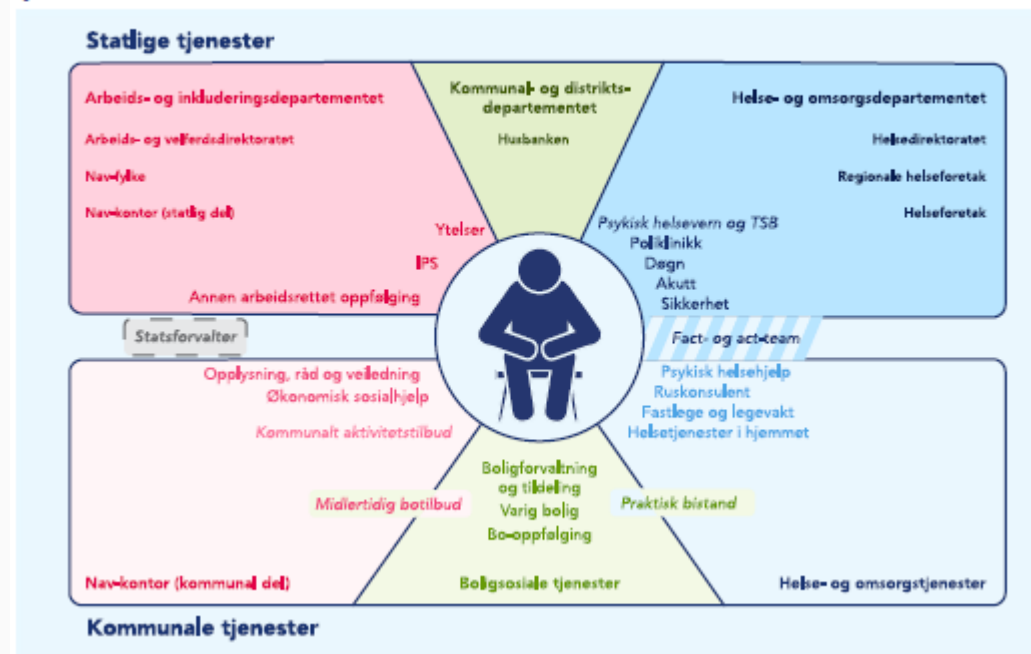 Statlige tjenester
Arbeids- og inkluderingsdepartementet
Arbeids- og velferdsdirektoratet
Nav-fylke
Nav-kontor (statlig del)
Ytelser
IPS
Annen arbeidsrettet oppfølging
Kommunal- og distrikts-
departementet
Husbanken
Helse- og omsorgsdepartementet
Helsedirektoratet
Regionale helseforetak
Helseforetak
Psykisk helsevern og TSB
Poliklinikk
Døgn
Akutt
Sikkerhet
Statsforvalter
Fact- og act-team
Opplysning, råd og veiledning
Økonomisk sosialhjelp
Kommunalt aktivitetstilbud
Midlertidig botilbud
Nav-kontor (kommunal del)
Boligforvaltning
og tildeling
Varig bolig
Bo-oppfølging
Boligsosiale tjenester
Psykisk helsehjelp
Ruskonsulent
Fastlege og legevakt
Helsetjenester i hjemmet
Praktisk bistand
Helse- og omsorgstjenester
Kommunale tjenester